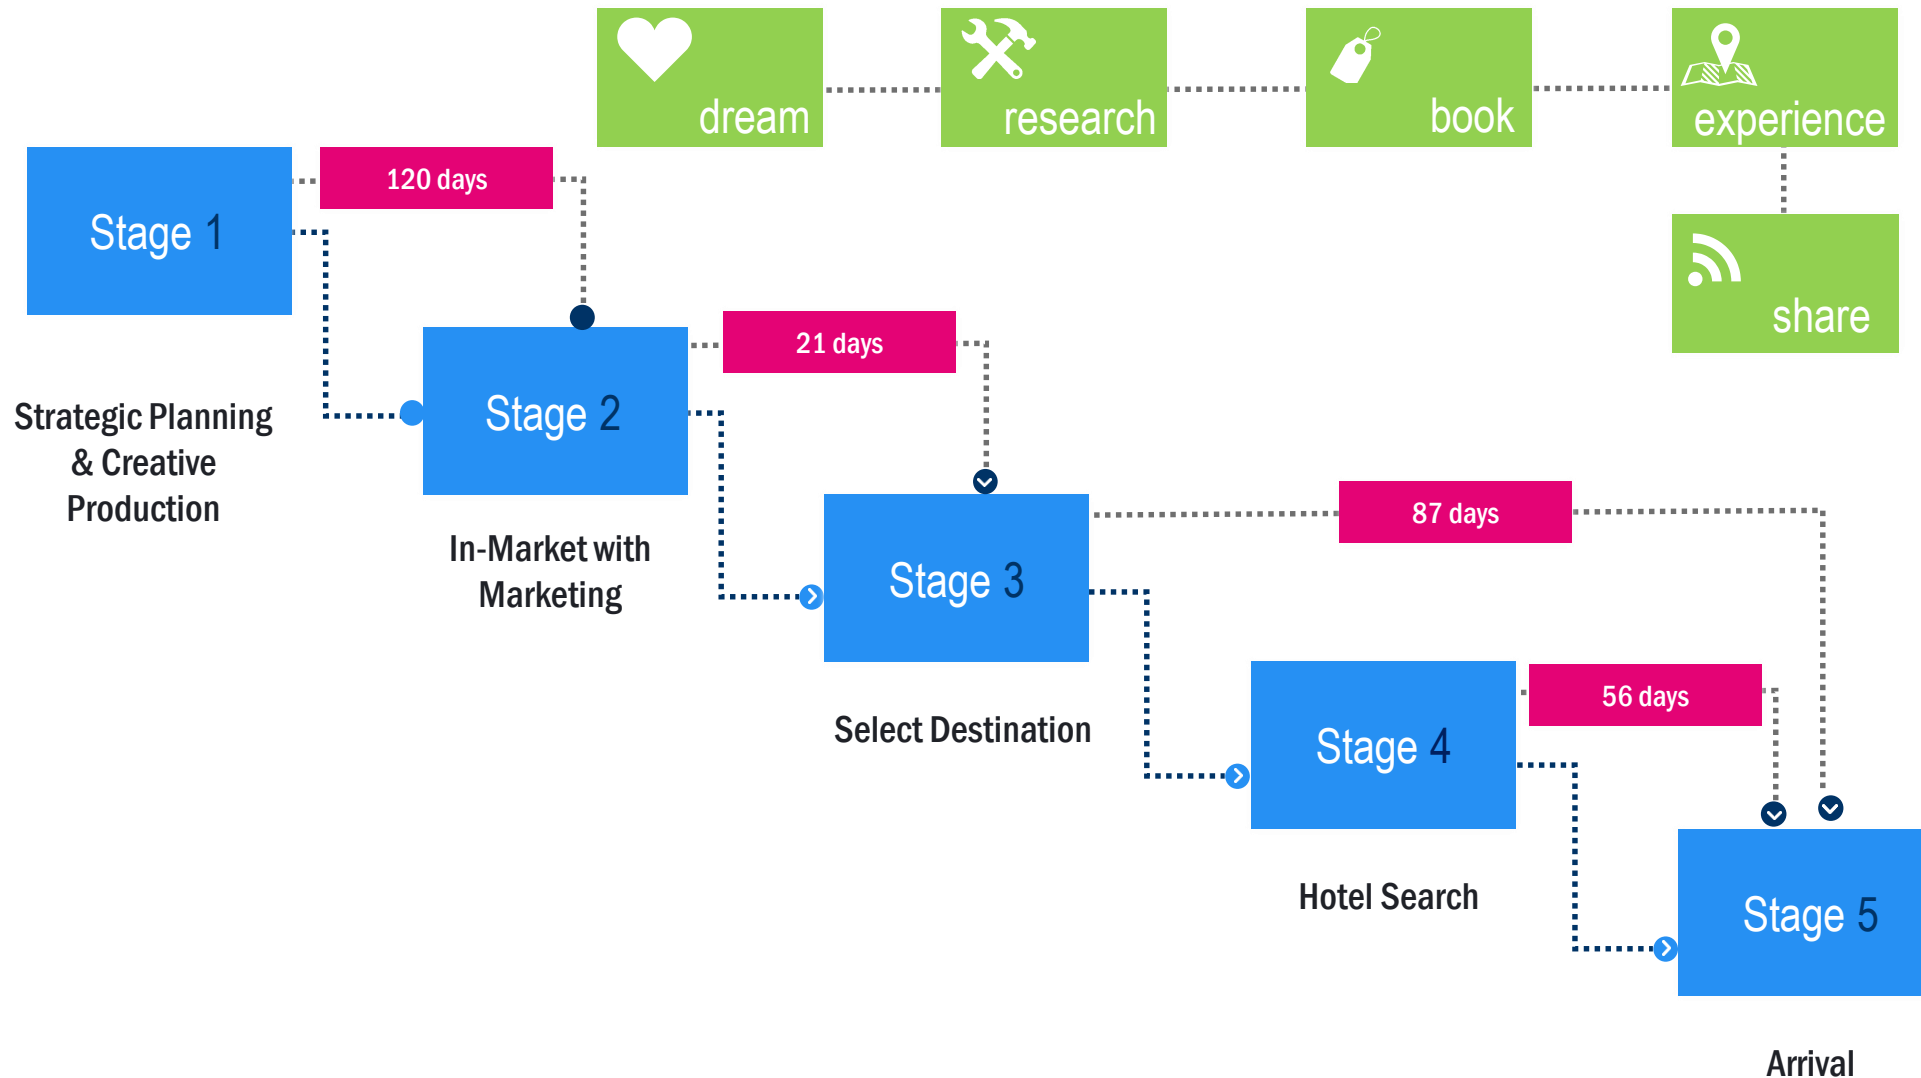 dream
research
book
experience
share
Stage 1
120 days
Strategic Planning
& Creative
Production
Stage 2
21 days
In-Market with
Marketing
Stage 3
87 days
Select Destination
Stage 4
56 days
Hotel Search
Stage 5
Arrival